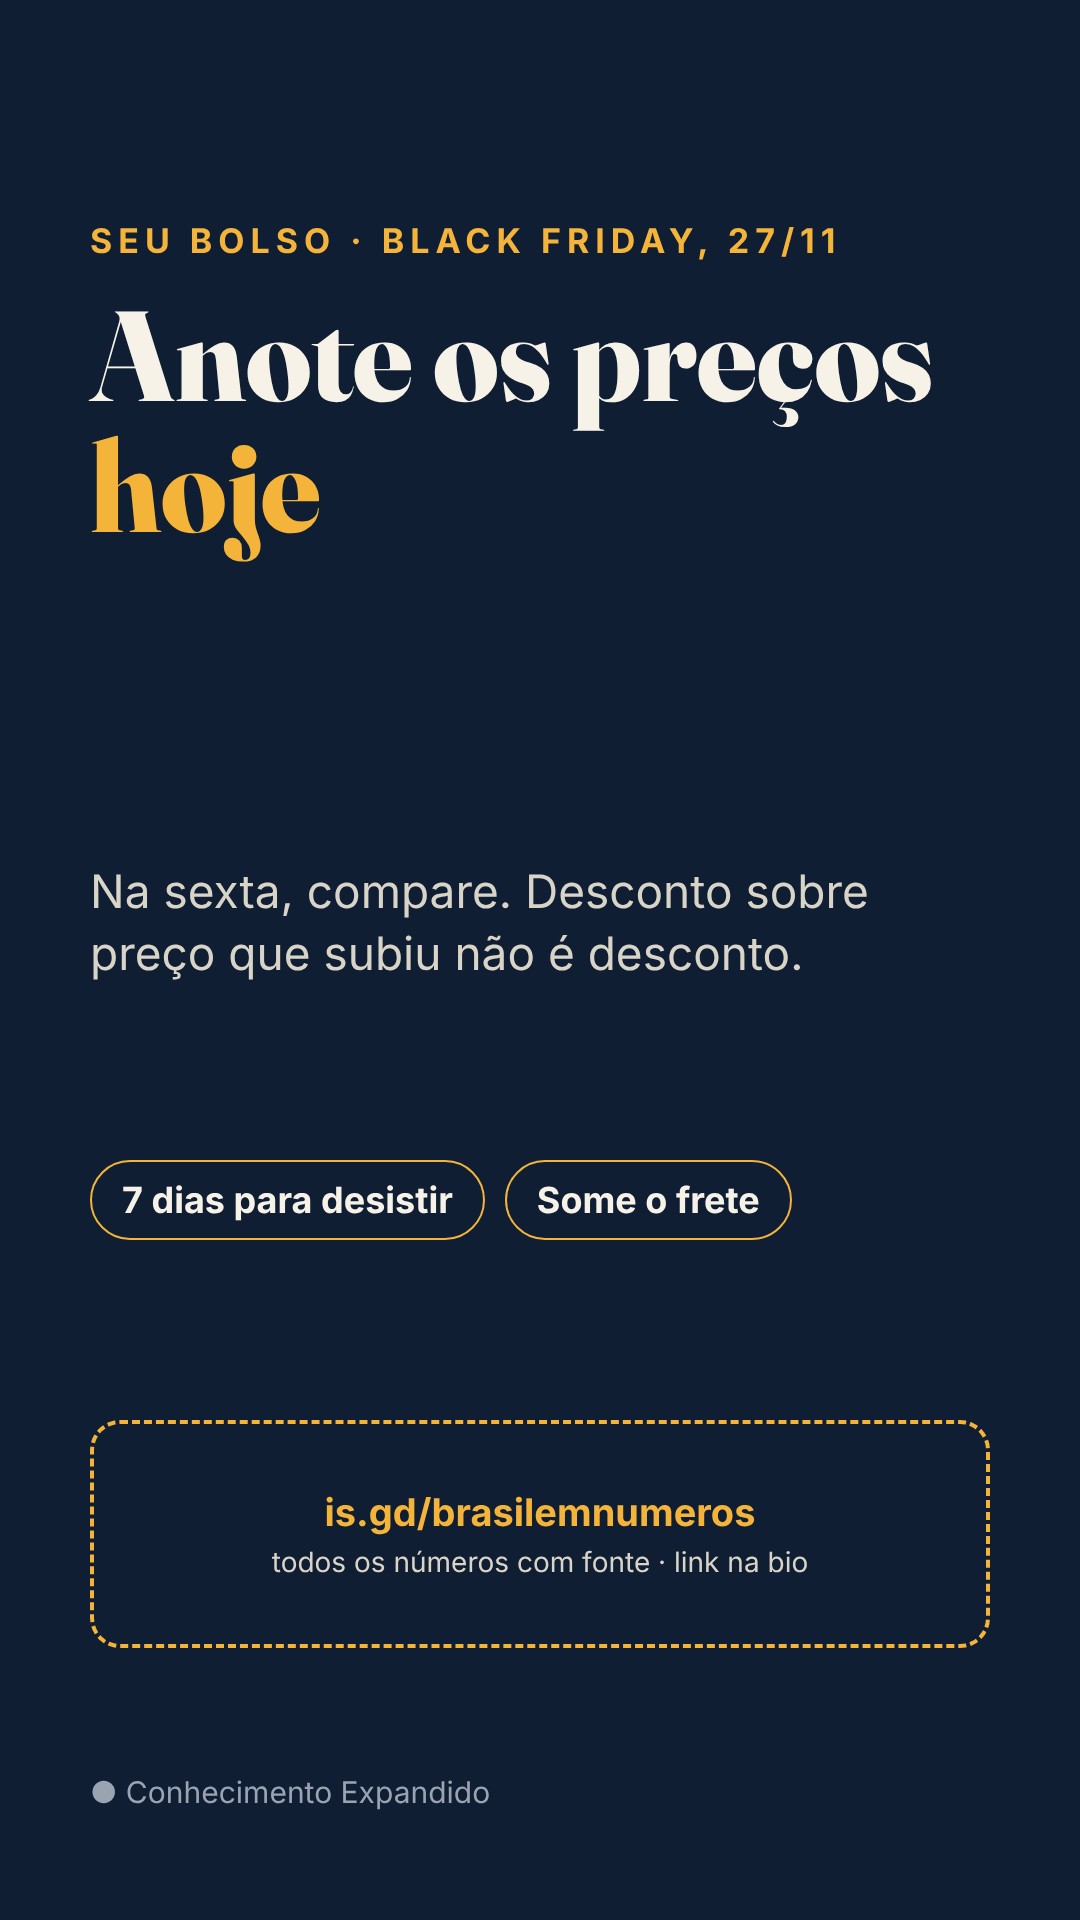 SEU BOLSO · BLACK FRIDAY, 27/11
Anote os preços
hoje
Na sexta, compare. Desconto sobre
preço que subiu não é desconto.
7 dias para desistir
Some o frete
is.gd/brasilemnumeros
todos os números com fonte · link na bio
Conhecimento Expandido